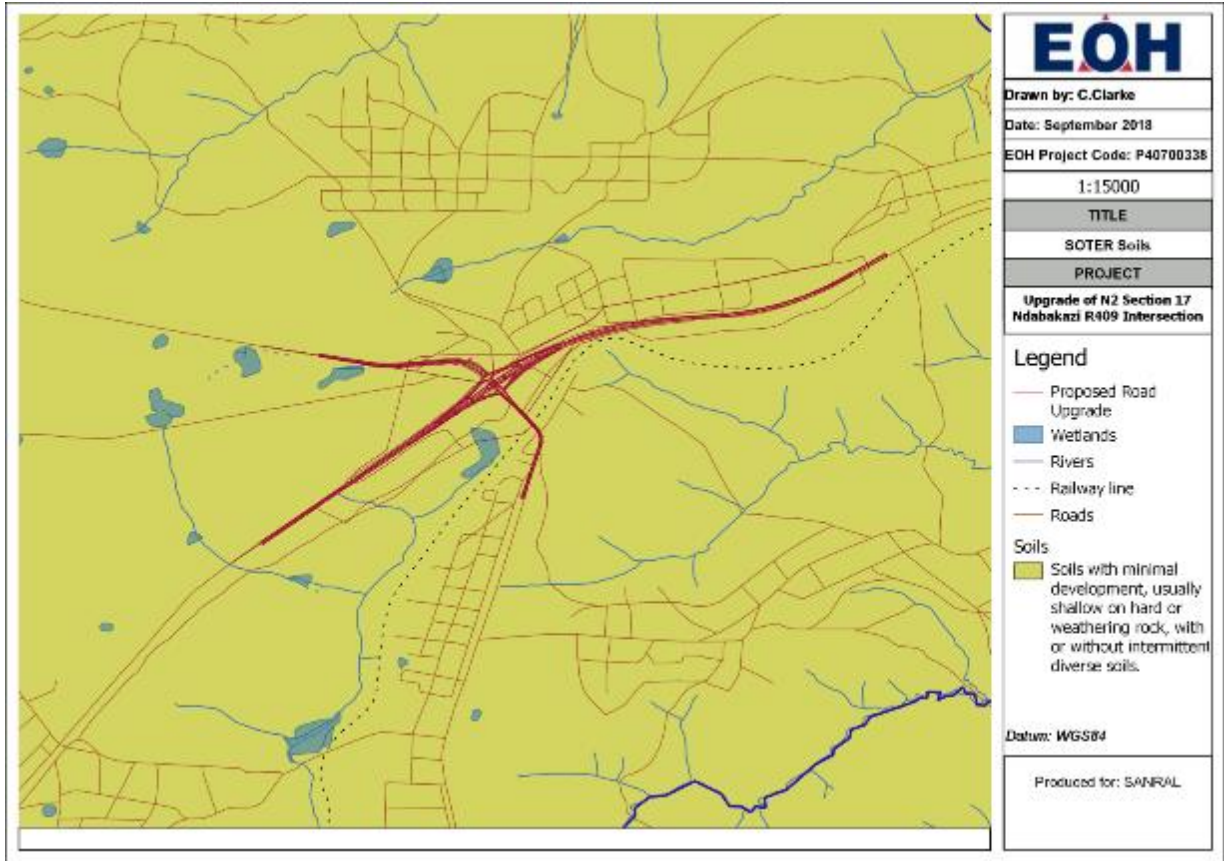 EOH
Drawn by: C.Clarke
Date: September 2018
EOH Project Code: P40700338
1:15000
TITLE
SOTER Soils
PROJECT
Upgrade of N2 Section 17
Ndabakazi R409 Intersection
Legend
Proposed Road
Upgrade
Wetlands
Rivers
Railway line
Roads
Soils
Soils with minimal
development, usually
shallow on hard or
weathering rock, with
or without intermittent
diverse soils.
Datum: WGS84
Produced for: SANRAL